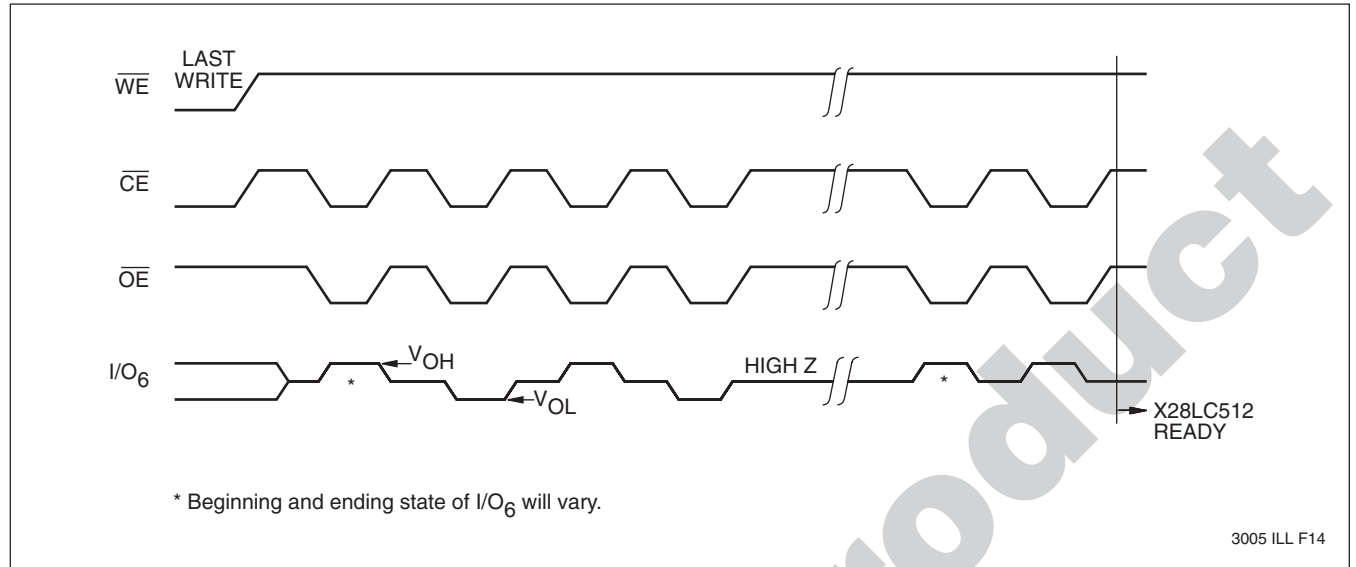 LAST
WRITE
WE
CE
OE
I/O6
VOH
*
VOL
HIGH Z
*
X28LC512
READY
* Beginning and ending state of I/O6 will vary.
3005 ILL F14
roduct